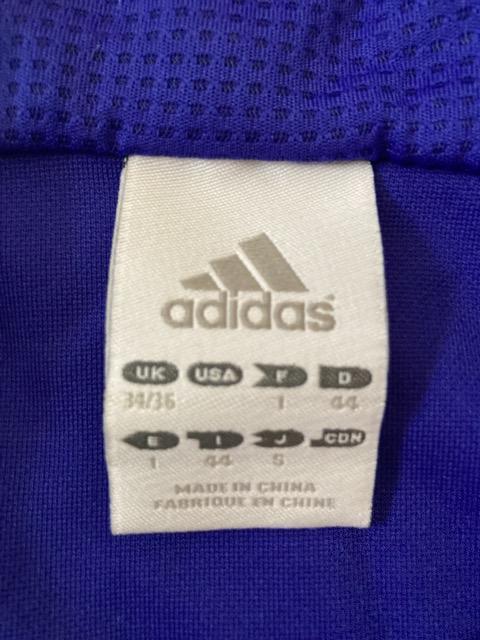 adidas
UK USA F D
34/36 1 44
E I J CDN
1 44 S
MADE IN CHINA
FABRIQUE EN CHINE